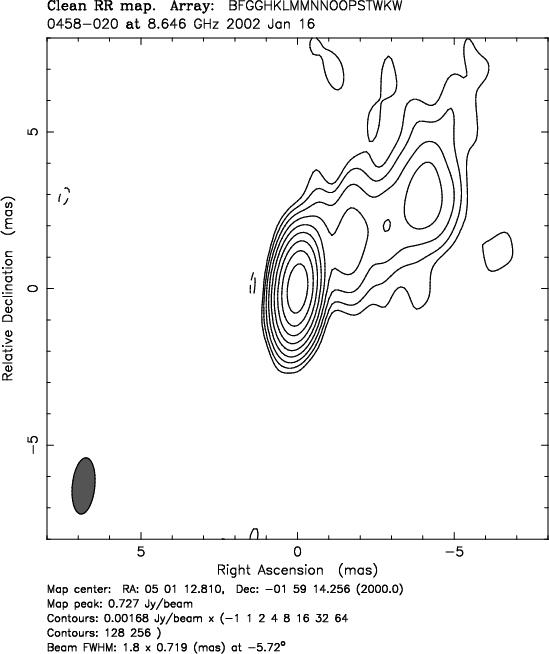 Clean RR map. Array: BFGGHKLMMNNOOPSTWKW
0458-020 at 8.646 GHz 2002 Jan 16
Relative Declination (mas)
5
0
-5
5 0 -5
Right Ascension (mas)
Map center: RA: 05 01 12.810, Dec: -01 59 14.256 (2000.0)
Map peak: 0.727 Jy/beam
Contours: 0.00168 Jy/beam x (-1 1 2 4 8 16 32 64
Contours: 128 256 )
Beam FWHM: 1.8 x 0.719 (mas) at -5.72°